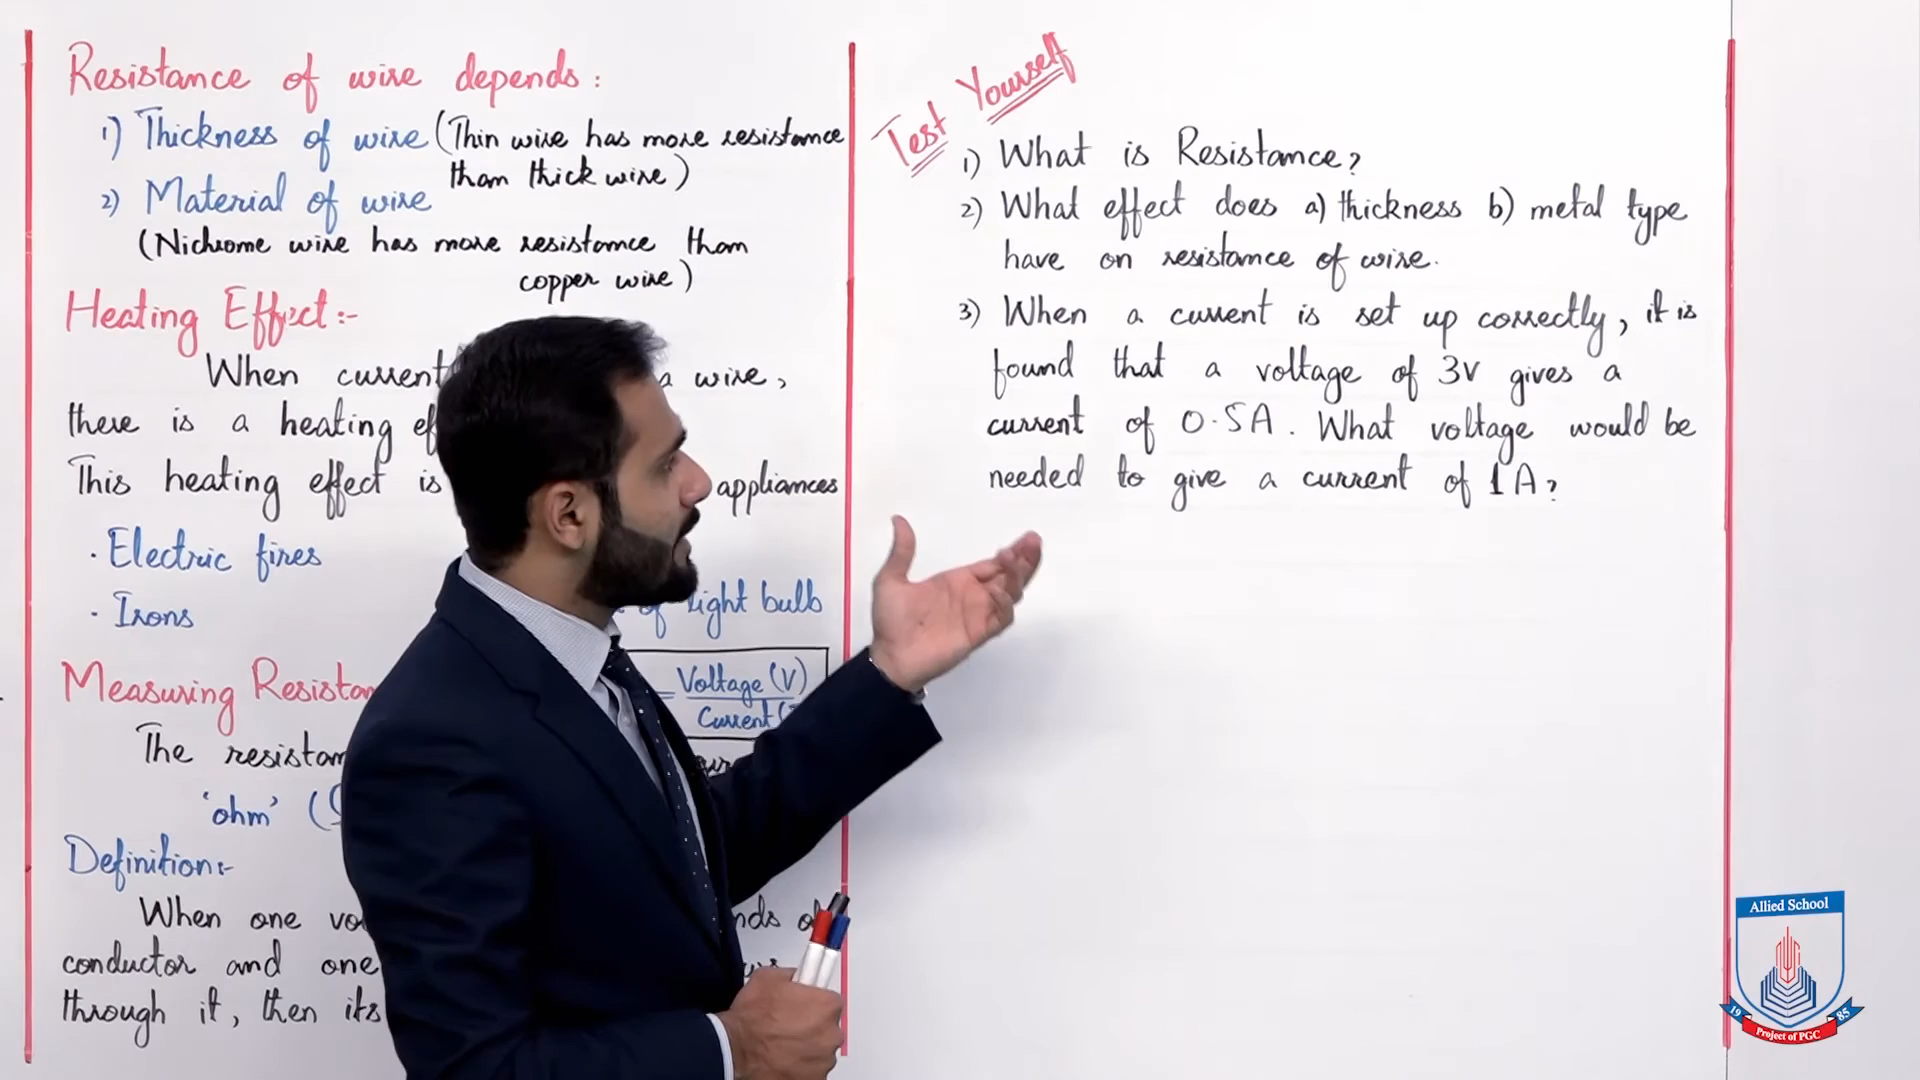 Resistance of wire depends:
1) Thickness of wire (Thin wire has more resistance
than thick wire)
2) Material of wire
(Nichrome wire has more resistance than
copper wire)
Heating Effect:-
When current a wire,
there is a heating
This heating effect is appliances
· Electric fires
· Irons
of light bulb
Measuring
= Voltage (V)
Current
The
'ohm'
Definition:-
When one of
conductor and one
through it, then its
Test Yourself
1) What is Resistance?
2) What effect does a) thickness b) metal type
have on resistance of wire.
3) When a current is set up correctly, it is
found that a voltage of 3V gives a
current of 0.5A. What voltage would be
needed to give a current of 1A?
Allied School
19 85
Project of PGC